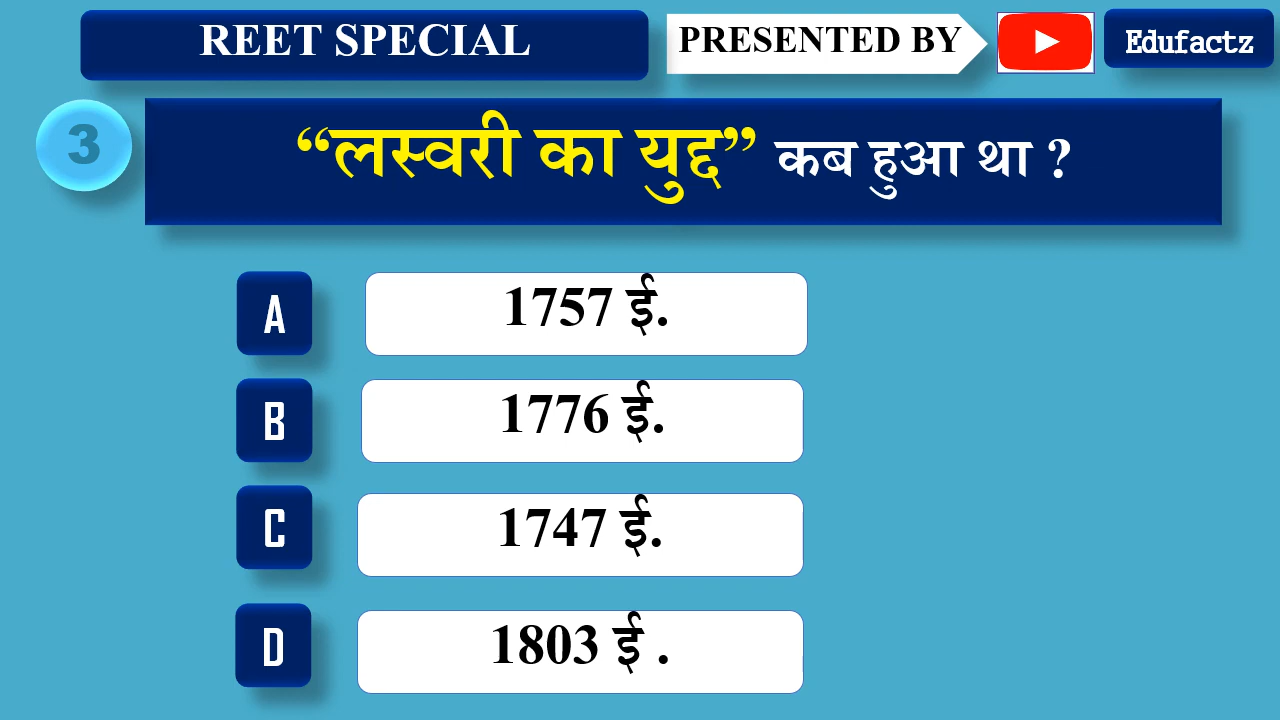 REET SPECIAL
PRESENTED BY
Edufactz
3
“लस्वरी का युद्द” कब हुआ था ?
A
1757 ई.
B
1776 ई.
C
1747 ई.
D
1803 ई .